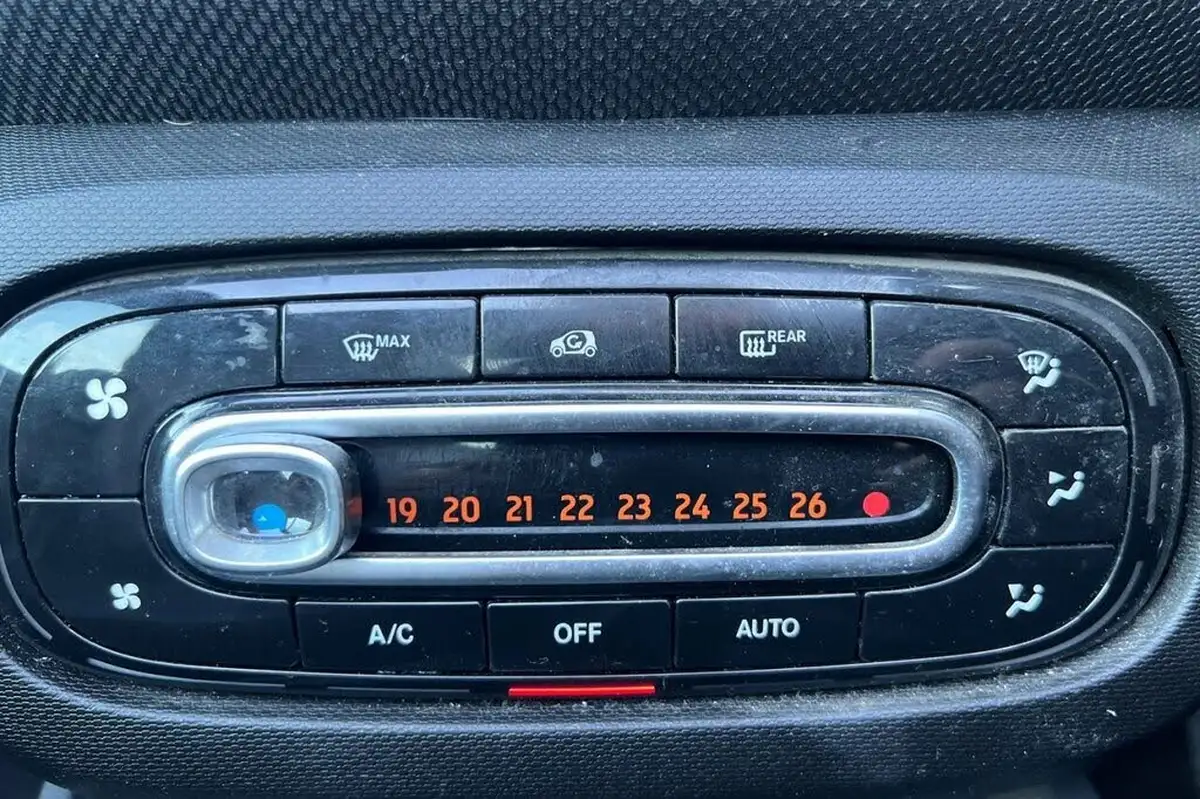 MAX
REAR
19 20 21 22 23 24 25 26
A/C OFF AUTO